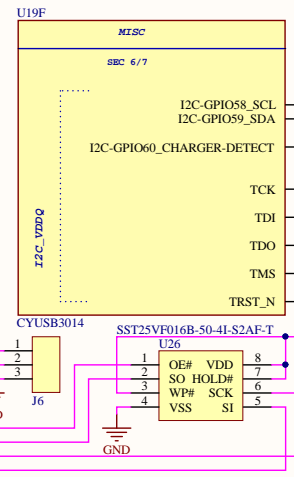 U19F
MISC
SEC 6/7
I2C-GPIO58_SCL
I2C-GPIO59_SDA
I2C-GPIO60_CHARGER-DETECT
TCK
TDI
I2C_VDDQ
TDO
TMS
TRST_N
CYUSB3014
SST25VF016B-50-4I-S2AF-T
1
2
3
J6
U26
1 OE# VDD 8
2 SO HOLD# 7
3 WP# SCK 6
4 VSS SI 5
GND